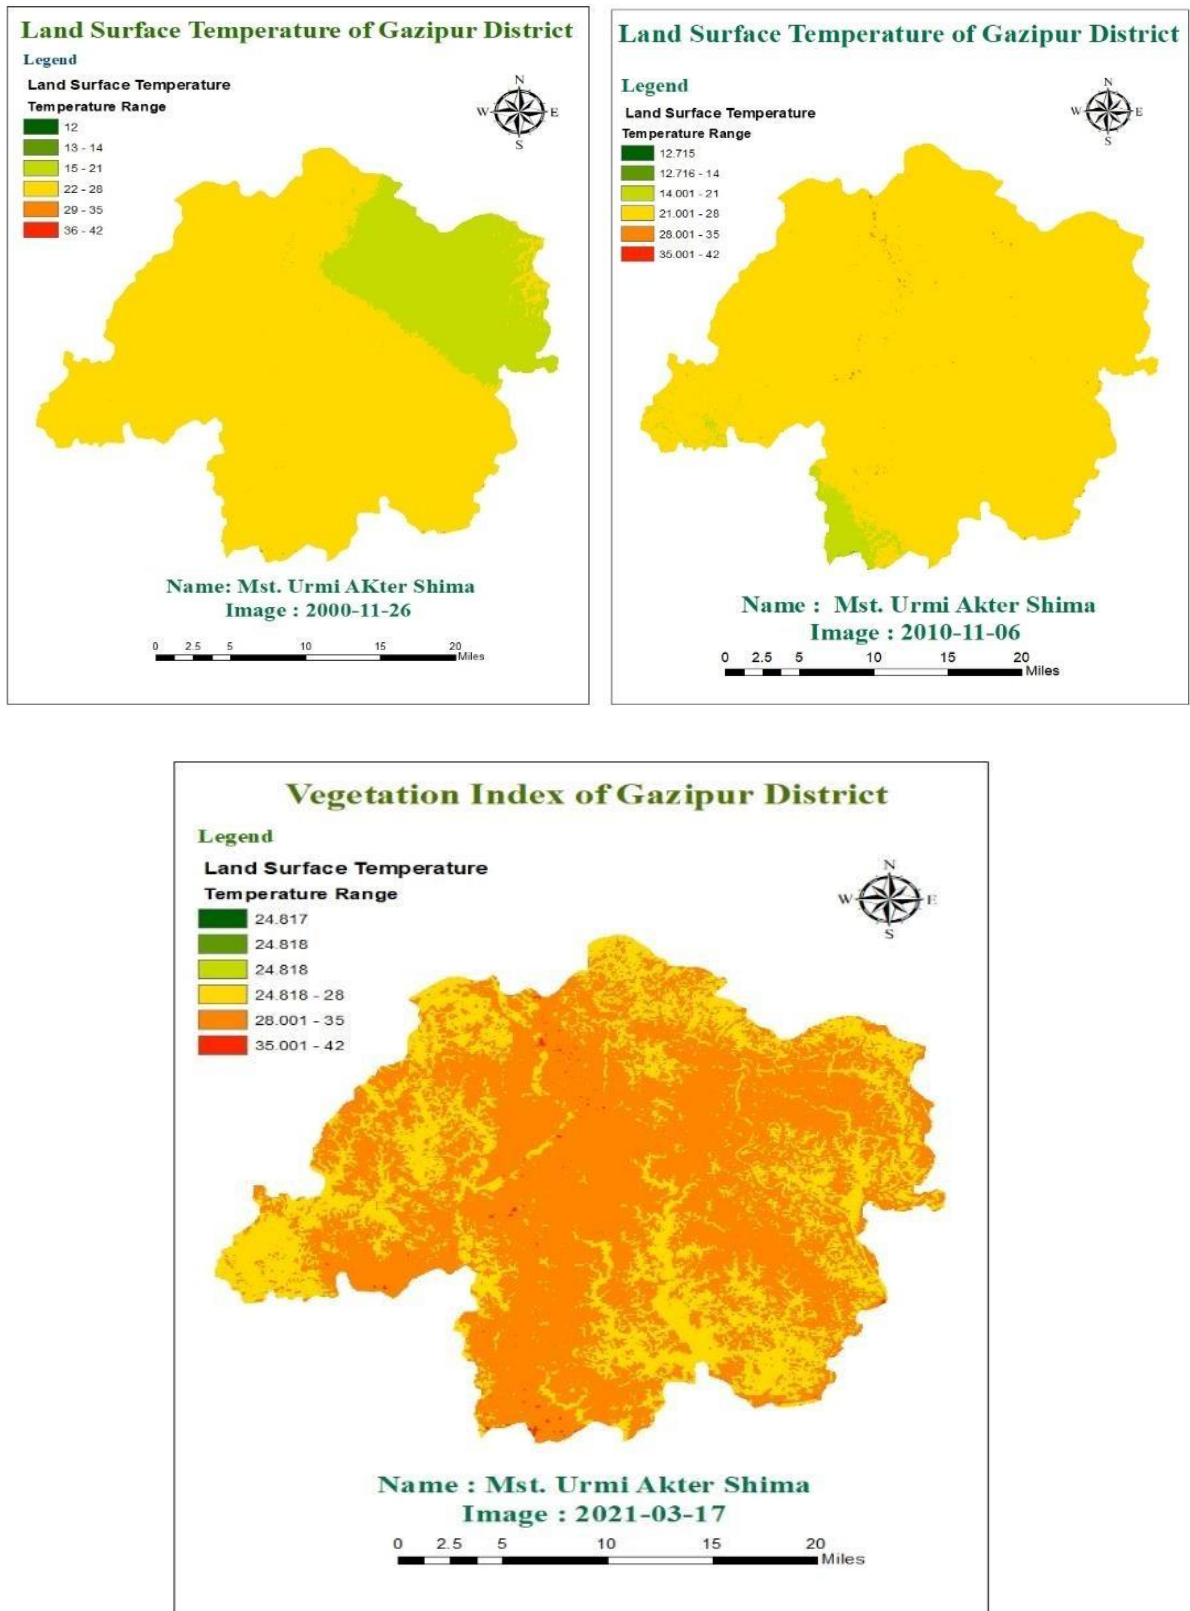 Land Surface Temperature of Gazipur District
Legend
Land Surface Temperature
Temperature Range
12
13 - 14
15 - 21
22 - 28
29 - 35
36 - 42
N
W E
S
Name: Mst. Urmi AKter Shima
Image : 2000-11-26
0 2.5 5 10 15 20
Miles
Land Surface Temperature of Gazipur District
Legend
Land Surface Temperature
Temperature Range
12.715
12.716 - 14
14.001 - 21
21.001 - 28
28.001 - 35
35.001 - 42
N
W E
S
Name : Mst. Urmi Akter Shima
Image : 2010-11-06
0 2.5 5 10 15 20
Miles
Vegetation Index of Gazipur District
Legend
Land Surface Temperature
Temperature Range
24.817
24.818
24.818
24.818 - 28
28.001 - 35
35.001 - 42
N
W E
S
Name : Mst. Urmi Akter Shima
Image : 2021-03-17
0 2.5 5 10 15 20
Miles